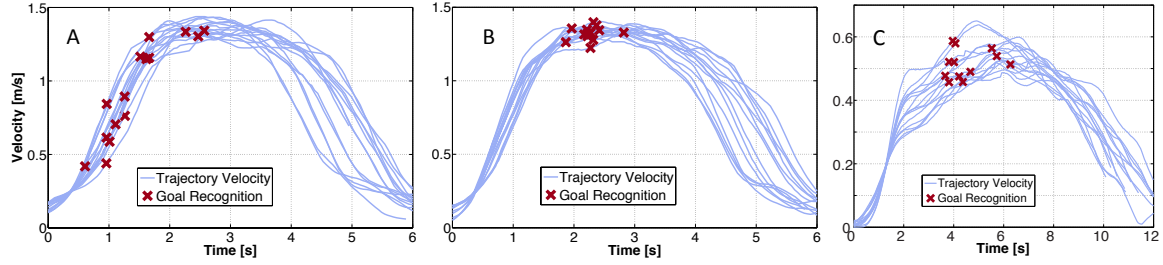 A
Velocity [m/s]
1.5
1
0.5
0
Trajectory Velocity
Goal Recognition
0 1 2 3 4 5 6
Time [s]
B
1.5
1
0.5
0
Trajectory Velocity
Goal Recognition
0 1 2 3 4 5 6
Time [s]
C
0.6
0.4
0.2
0
Trajectory Velocity
Goal Recognition
0 2 4 6 8 10 12
Time [s]